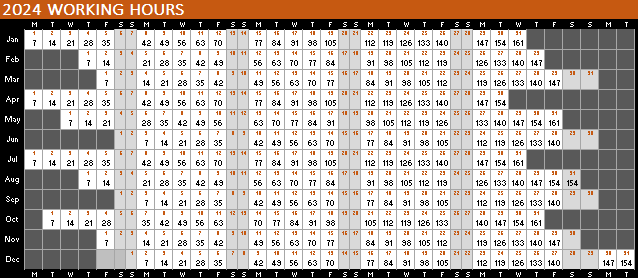 2024 WORKING HOURS
M T W T F S S M T W T F S S M T W T F S S M T W T F S S M T W T F S S M T
1 2 3 4 5 6 7 8 9 10 11 12 13 14 15 16 17 18 19 20 21 22 23 24 25 26 27 28 29 30 31
Jan 7 14 21 28 35 42 49 56 63 70 77 84 91 98 105 112 119 126 133 140 147 154 161
1 2 3 4 5 6 7 8 9 10 11 12 13 14 15 16 17 18 19 20 21 22 23 24 25 26 27 28 29
Feb 7 14 21 28 35 42 49 56 63 70 77 84 91 98 105 112 119 126 133 140 147
1 2 3 4 5 6 7 8 9 10 11 12 13 14 15 16 17 18 19 20 21 22 23 24 25 26 27 28 29 30 31
Mar 7 14 21 28 35 42 49 56 63 70 77 84 91 98 105 112 119 126 133 140 147
1 2 3 4 5 6 7 8 9 10 11 12 13 14 15 16 17 18 19 20 21 22 23 24 25 26 27 28 29 30
Apr 7 14 21 28 35 42 49 56 63 70 77 84 91 98 105 112 119 126 133 140 147 154
1 2 3 4 5 6 7 8 9 10 11 12 13 14 15 16 17 18 19 20 21 22 23 24 25 26 27 28 29 30 31
May 7 14 21 28 35 42 49 56 63 70 77 84 91 98 105 112 119 126 133 140 147 154 161
1 2 3 4 5 6 7 8 9 10 11 12 13 14 15 16 17 18 19 20 21 22 23 24 25 26 27 28 29 30
Jun 7 14 21 28 35 42 49 56 63 70 77 84 91 98 105 112 119 126 133 140
1 2 3 4 5 6 7 8 9 10 11 12 13 14 15 16 17 18 19 20 21 22 23 24 25 26 27 28 29 30 31
Jul 7 14 21 28 35 42 49 56 63 70 77 84 91 98 105 112 119 126 133 140 147 154 161
1 2 3 4 5 6 7 8 9 10 11 12 13 14 15 16 17 18 19 20 21 22 23 24 25 26 27 28 29 30 31
Aug 7 14 21 28 35 42 49 56 63 70 77 84 91 98 105 112 119 126 133 140 147 154 154
1 2 3 4 5 6 7 8 9 10 11 12 13 14 15 16 17 18 19 20 21 22 23 24 25 26 27 28 29 30
Sep 7 14 21 28 35 42 49 56 63 70 77 84 91 98 105 112 119 126 133 140
1 2 3 4 5 6 7 8 9 10 11 12 13 14 15 16 17 18 19 20 21 22 23 24 25 26 27 28 29 30 31
Oct 7 14 21 28 35 42 49 56 63 70 77 84 91 98 105 112 119 126 133 140 147 154 161
1 2 3 4 5 6 7 8 9 10 11 12 13 14 15 16 17 18 19 20 21 22 23 24 25 26 27 28 29 30
Nov 7 14 21 28 35 42 49 56 63 70 77 84 91 98 105 112 119 126 133 140 147
1 2 3 4 5 6 7 8 9 10 11 12 13 14 15 16 17 18 19 20 21 22 23 24 25 26 27 28 29 30 31
Dec 7 14 21 28 35 42 49 56 63 70 77 84 91 98 105 112 119 126 133 140 147 154